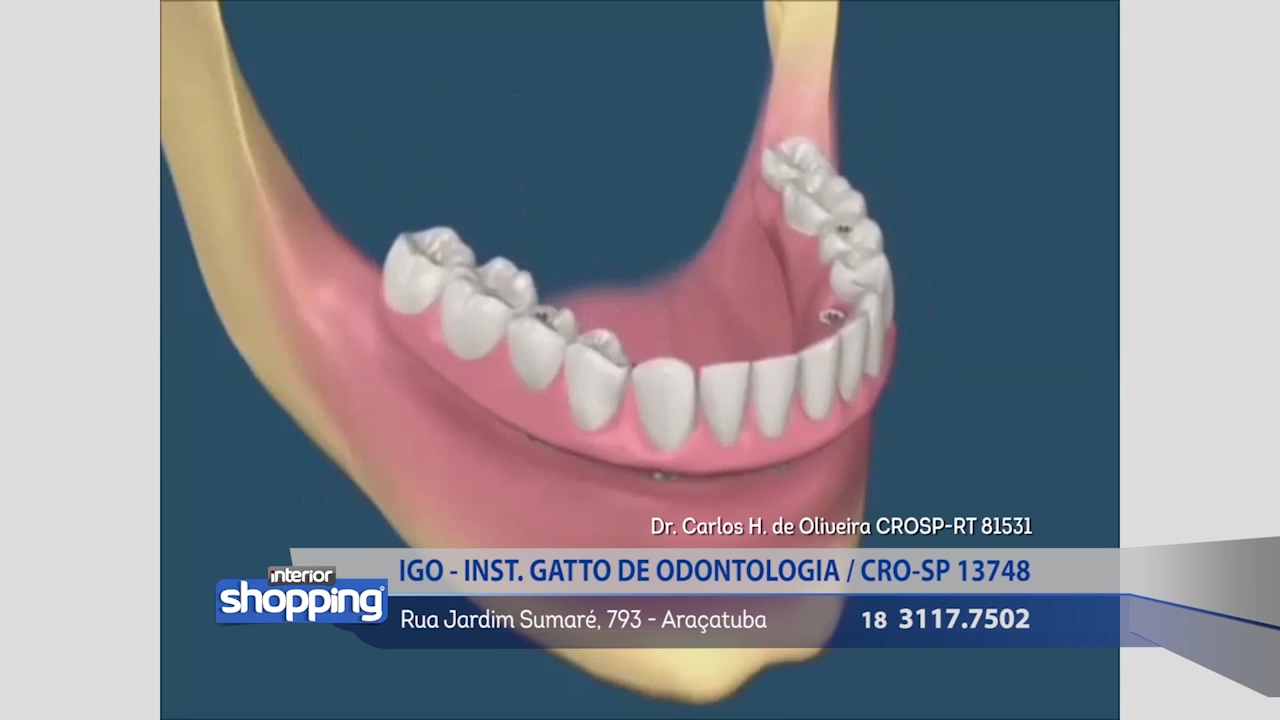 Dr. Carlos H. de Oliveira CROSP-RT 81531
IGO - INST. GATTO DE ODONTOLOGIA / CRO-SP 13748
interior
shopping
Rua Jardim Sumaré, 793 - Araçatuba 18 3117.7502